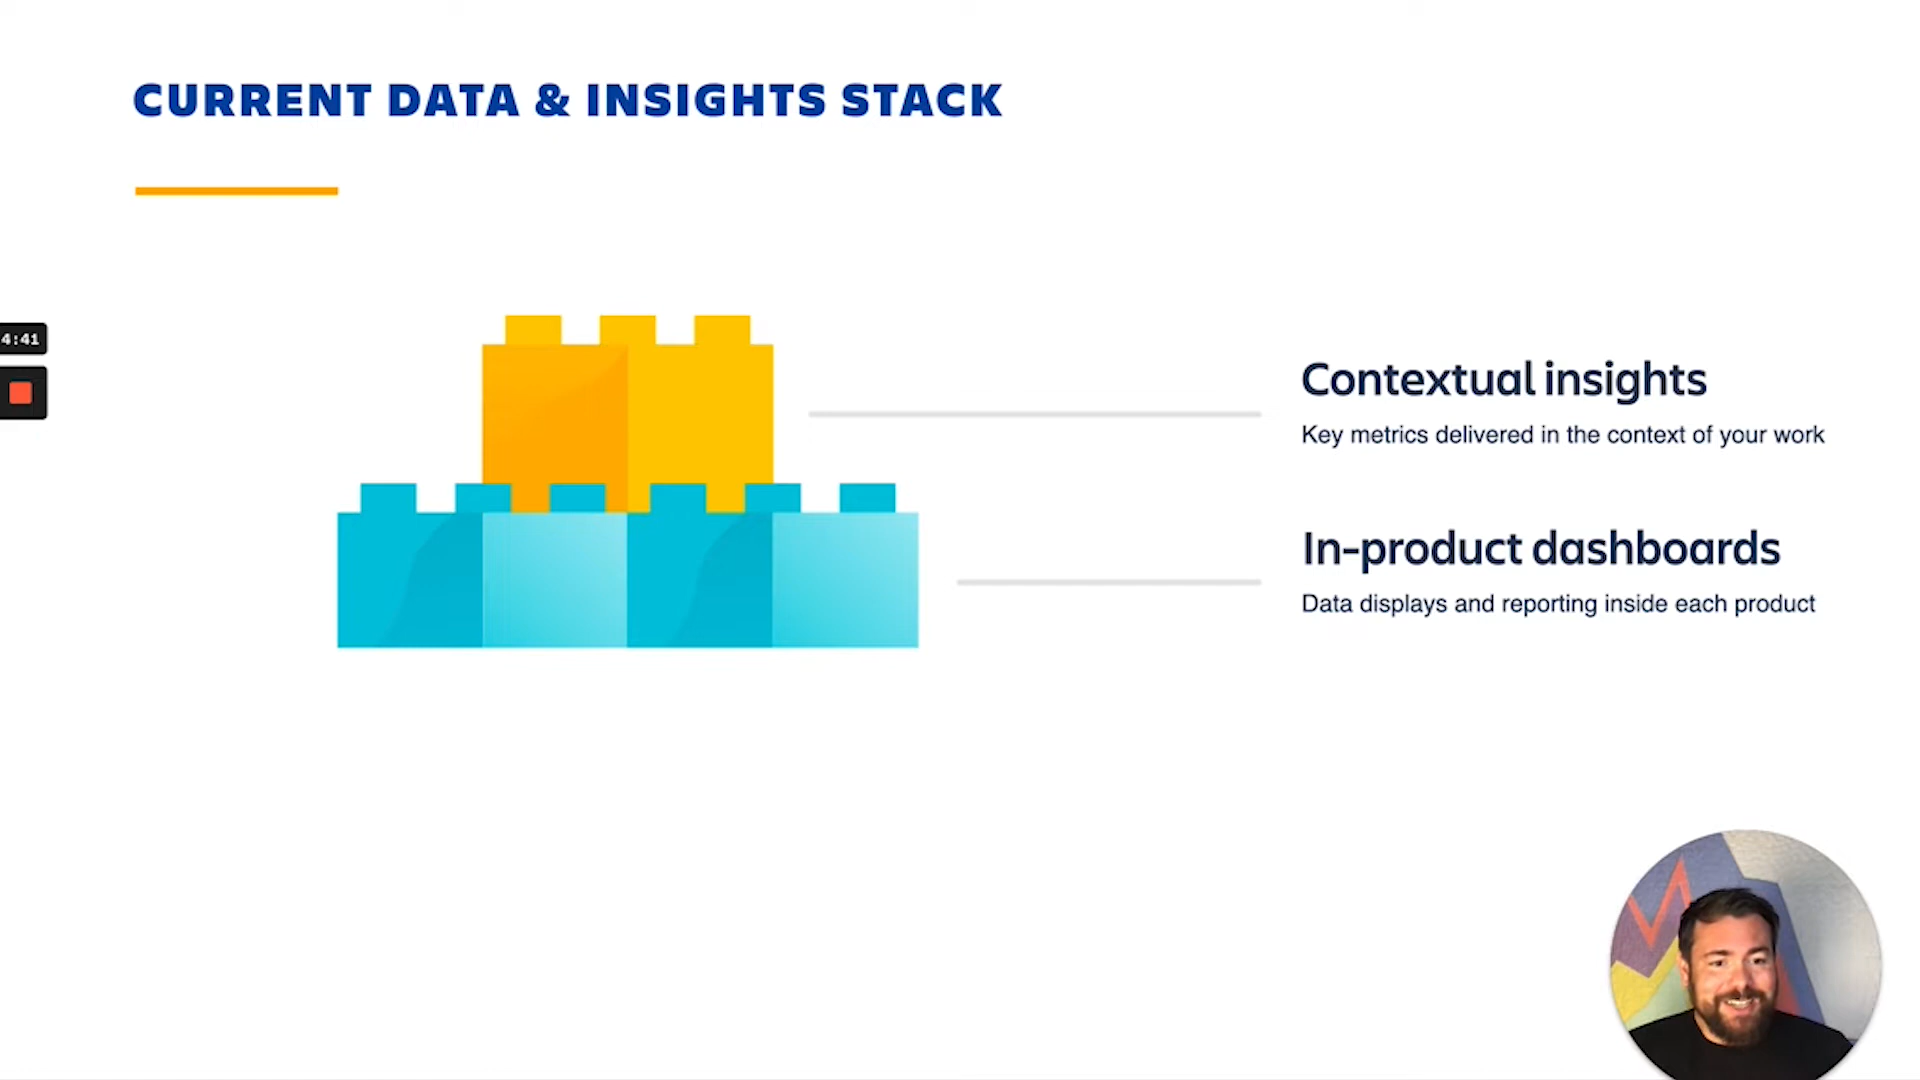 CURRENT DATA & INSIGHTS STACK
4:41
Contextual insights
Key metrics delivered in the context of your work
In-product dashboards
Data displays and reporting inside each product